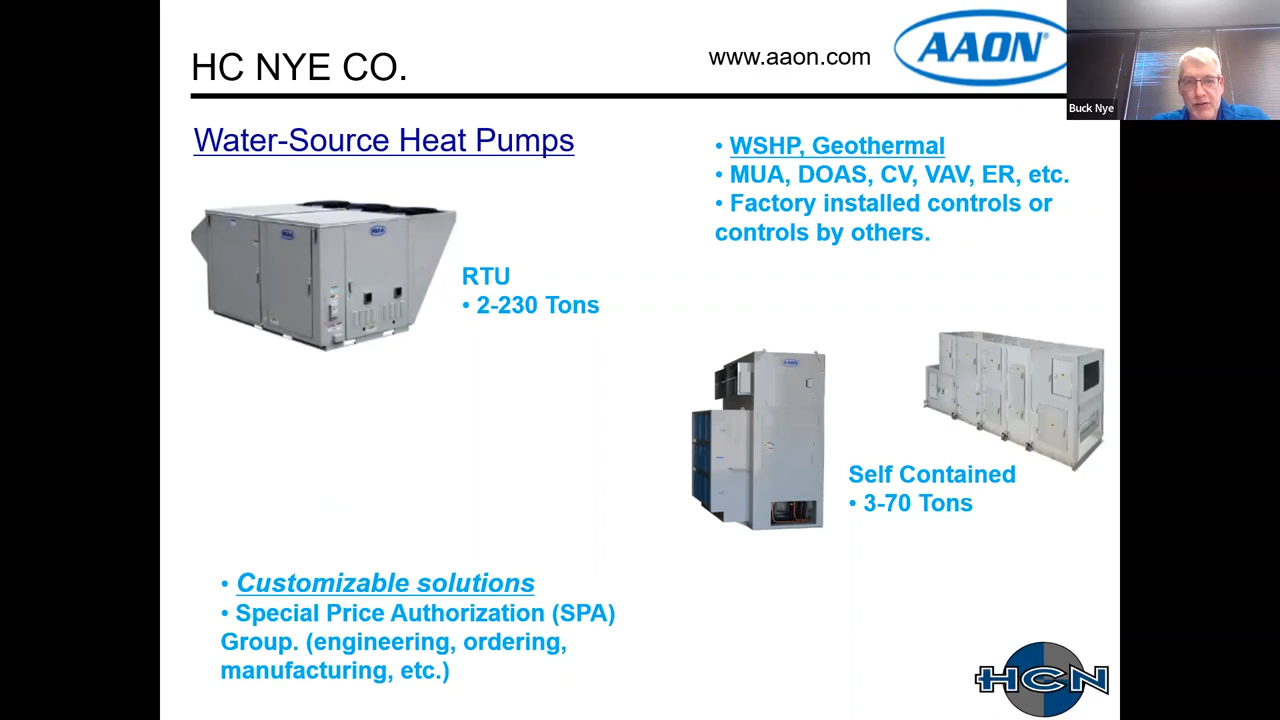 HC NYE CO.
www.aaon.com
AAON®
Buck Nye
Water-Source Heat Pumps
• WSHP, Geothermal
• MUA, DOAS, CV, VAV, ER, etc.
• Factory installed controls or
controls by others.
RTU
• 2-230 Tons
AAON
Self Contained
• 3-70 Tons
• Customizable solutions
• Special Price Authorization (SPA)
Group. (engineering, ordering,
manufacturing, etc.)
HCN